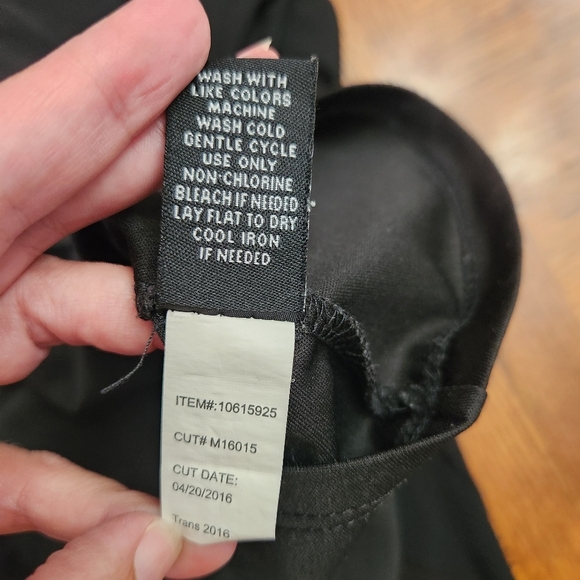 WASH WITH
LIKE COLORS
MACHINE
WASH COLD
GENTLE CYCLE
USE ONLY
NON-CHLORINE
BLEACH IF NEEDED
LAY FLAT TO DRY
COOL IRON
IF NEEDED
ITEM#:10615925
CUT# M16015
CUT DATE:
04/20/2016
Trans 2016